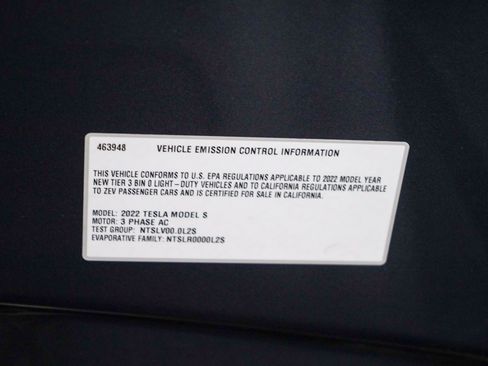 463948 VEHICLE EMISSION CONTROL INFORMATION
THIS VEHICLE CONFORMS TO U.S. EPA REGULATIONS APPLICABLE TO 2022 MODEL YEAR
NEW TIER 3 BIN 0 LIGHT-DUTY VEHICLES AND TO CALIFORNIA REGULATIONS APPLICABLE
TO ZEV PASSENGER CARS AND IS CERTIFIED FOR SALE IN CALIFORNIA.
MODEL: 2022 TESLA MODEL S
MOTOR: 3 PHASE AC
TEST GROUP: NTSLV00.0L2S
EVAPORATIVE FAMILY: NTSLR0000L2S